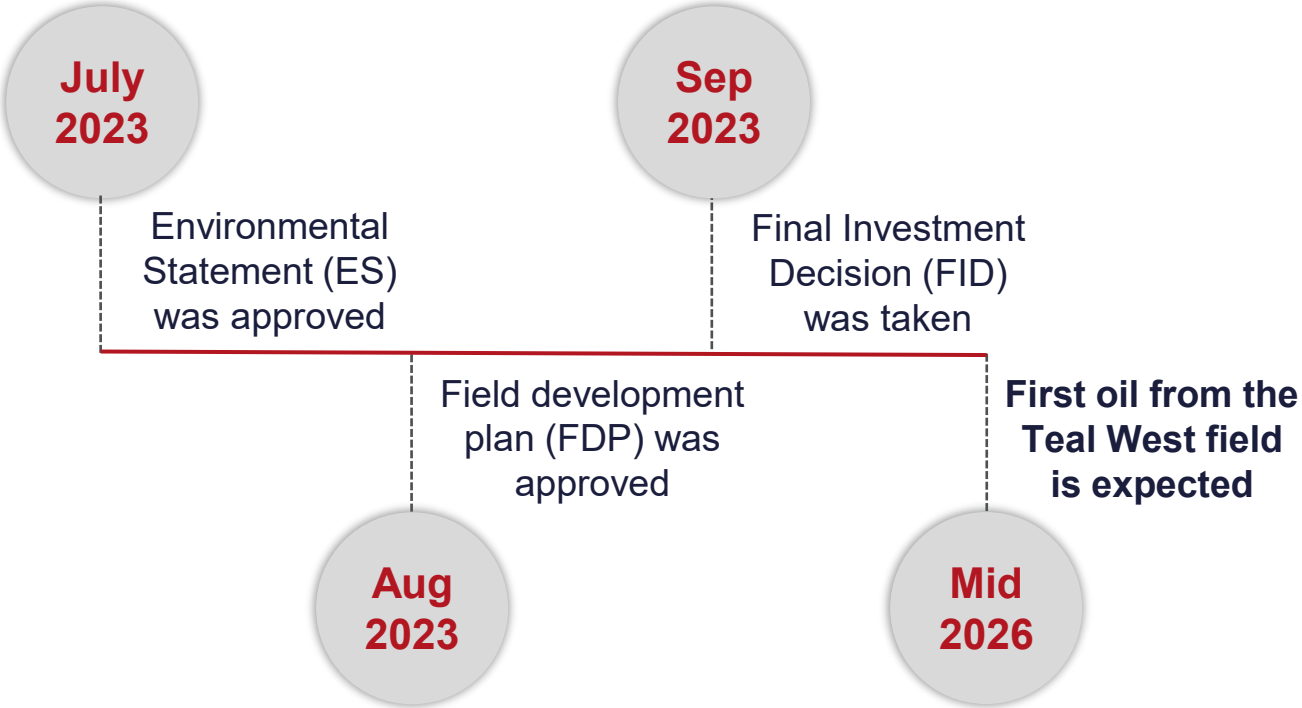 July
2023
Environmental
Statement (ES)
was approved
Aug
2023
Field development
plan (FDP) was
approved
Sep
2023
Final Investment
Decision (FID)
was taken
Mid
2026
First oil from the
Teal West field
is expected